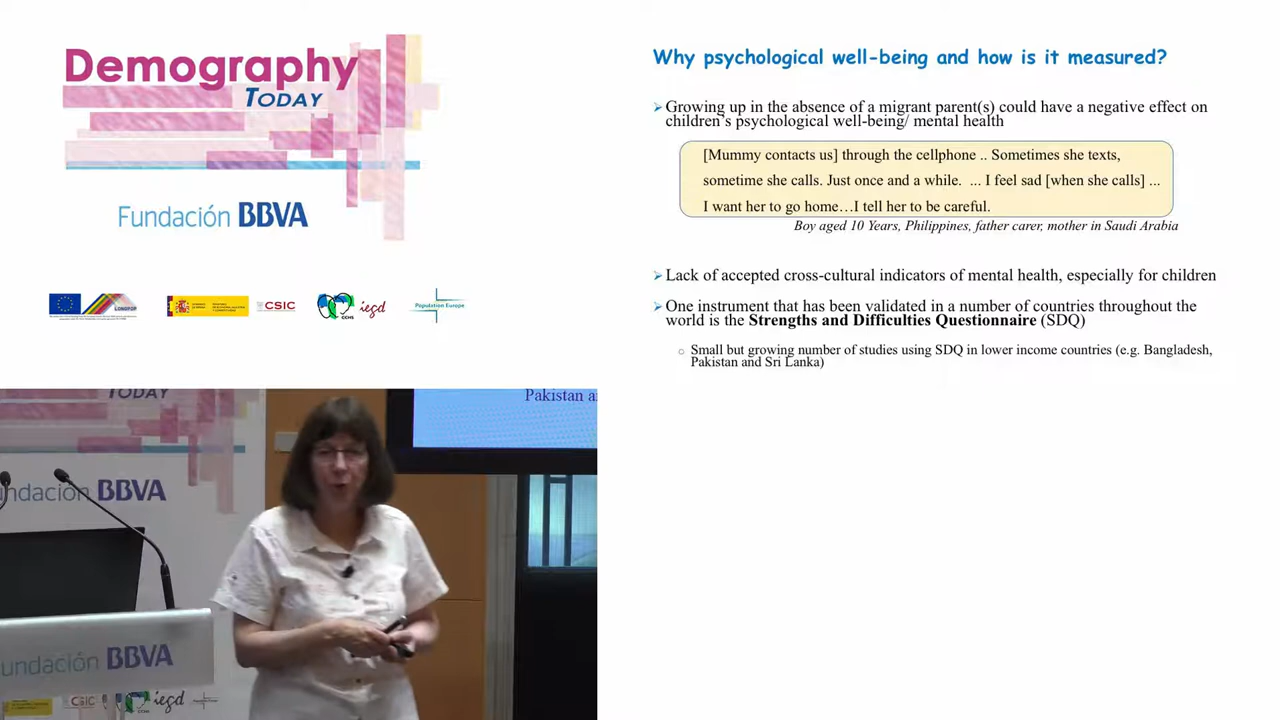 Demography
TODAY
Fundación BBVA
CSIC
CCHS
iegd
Population Europe
Why psychological well-being and how is it measured?
Growing up in the absence of a migrant parent(s) could have a negative effect on
children's psychological well-being/ mental health
[Mummy contacts us] through the cellphone .. Sometimes she texts,
sometime she calls. Just once and a while.  ... I feel sad [when she calls] ...
I want her to go home…I tell her to be careful.
Boy aged 10 Years, Philippines, father carer, mother in Saudi Arabia
Lack of accepted cross-cultural indicators of mental health, especially for children
One instrument that has been validated in a number of countries throughout the
world is the Strengths and Difficulties Questionnaire (SDQ)
Small but growing number of studies using SDQ in lower income countries (e.g. Bangladesh,
Pakistan and Sri Lanka)
TODAY
undación BBVA
Pakistan a
undación BBVA
CSIC
iegd